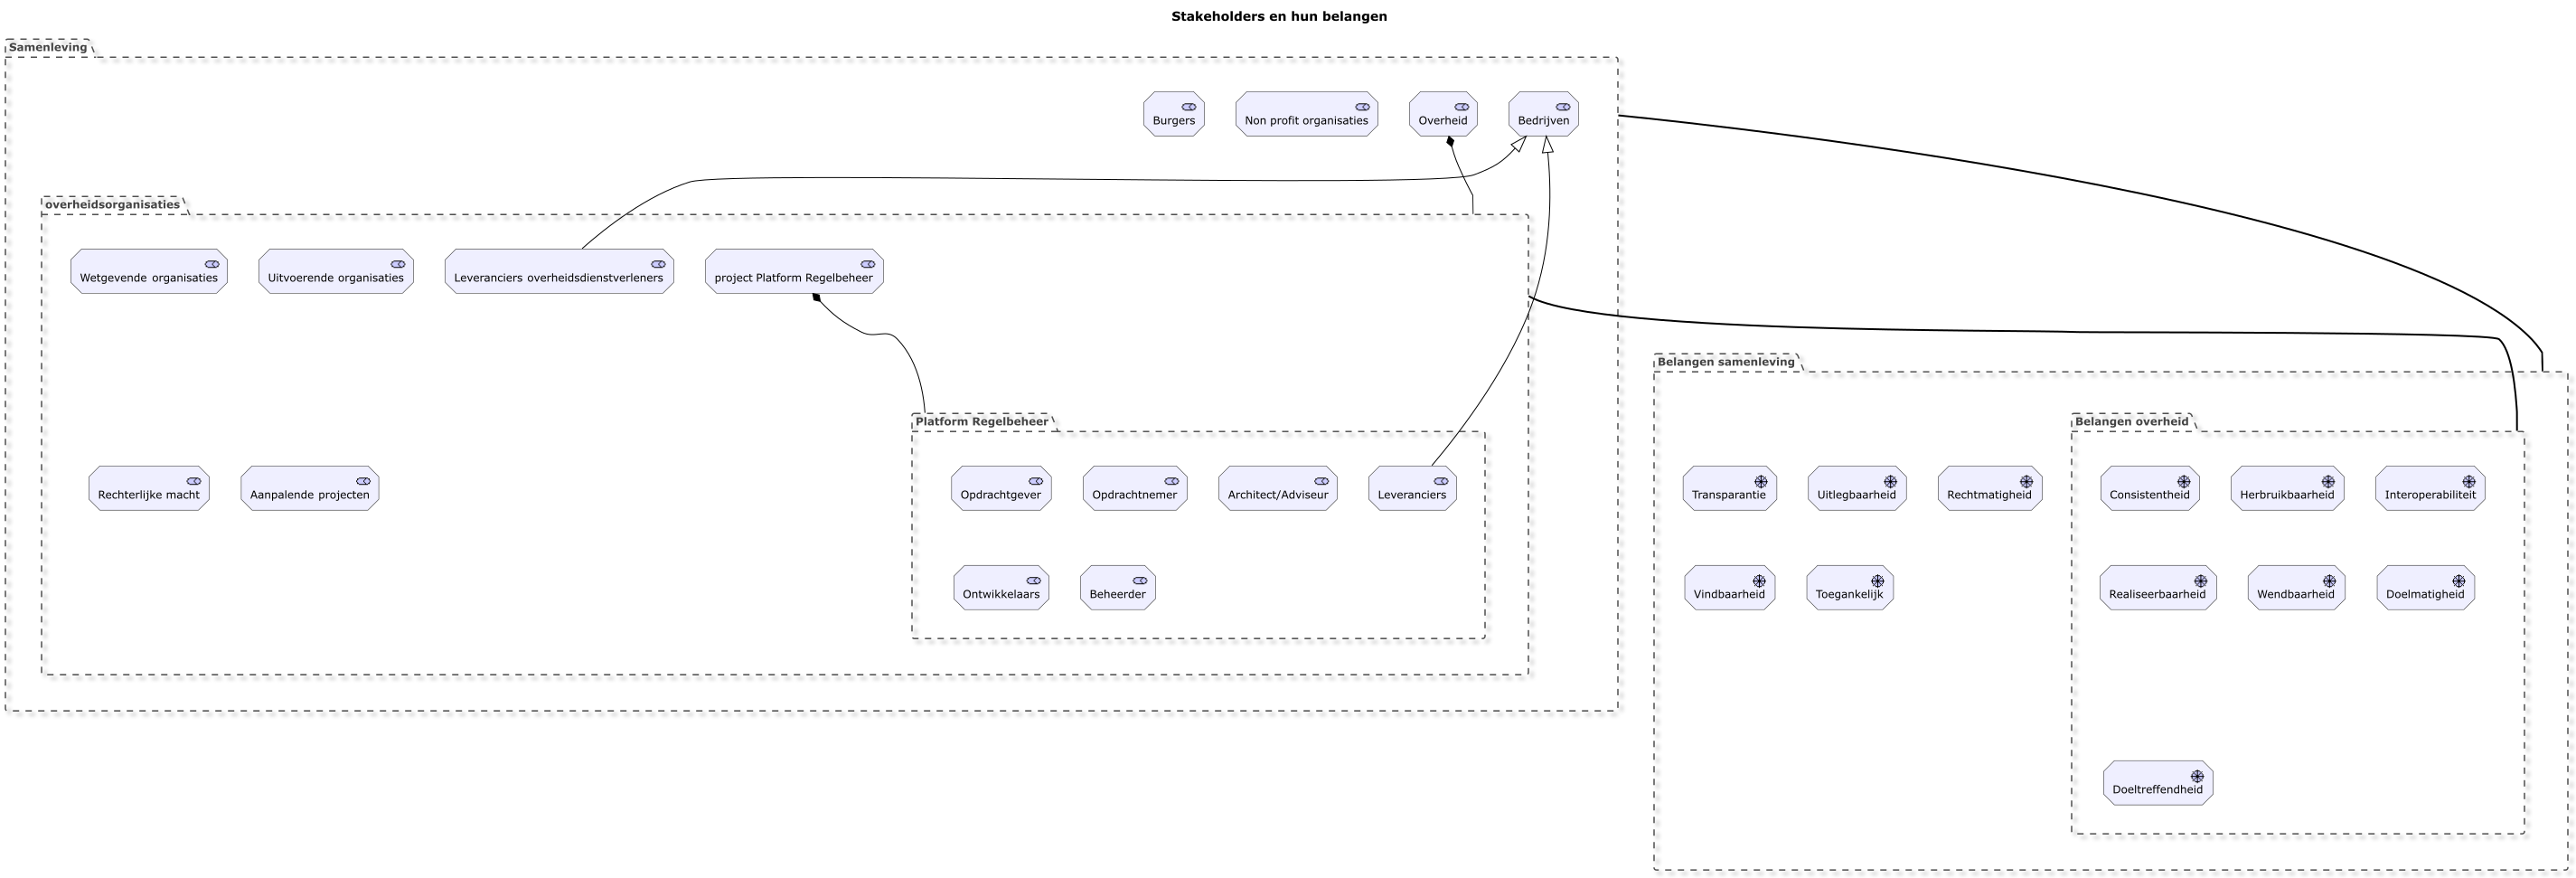 Stakeholders en hun belangen
Samenleving
Burgers
Non profit organisaties
Overheid
Bedrijven
overheidsorganisaties
Wetgevende organisaties
Uitvoerende organisaties
Leveranciers overheidsdienstverleners
project Platform Regelbeheer
Rechterlijke macht
Aanpalende projecten
Platform Regelbeheer
Opdrachtgever
Opdrachtnemer
Architect/Adviseur
Leveranciers
Ontwikkelaars
Beheerder
Belangen samenleving
Transparantie
Uitlegbaarheid
Rechtmatigheid
Vindbaarheid
Toegankelijk
Belangen overheid
Consistentheid
Herbruikbaarheid
Interoperabiliteit
Realiseerbaarheid
Wendbaarheid
Doelmatigheid
Doeltreffendheid